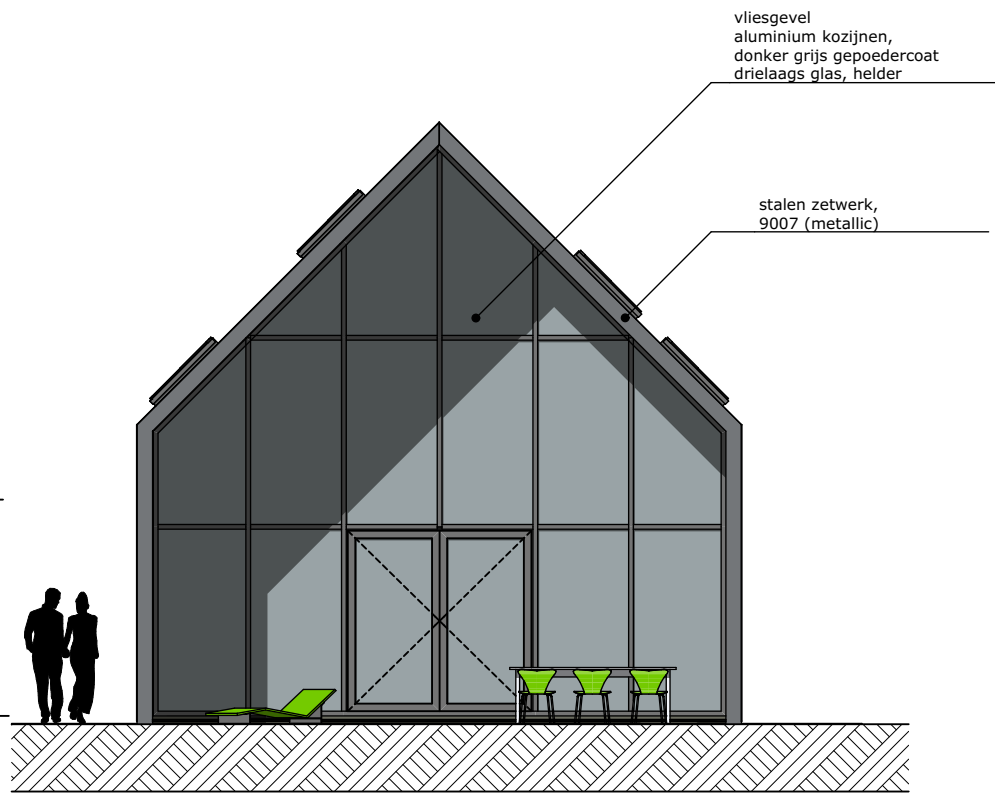 vliesgevel
aluminium kozijnen,
donker grijs gepoedercoat
drielaags glas, helder
stalen zetwerk,
9007 (metallic)